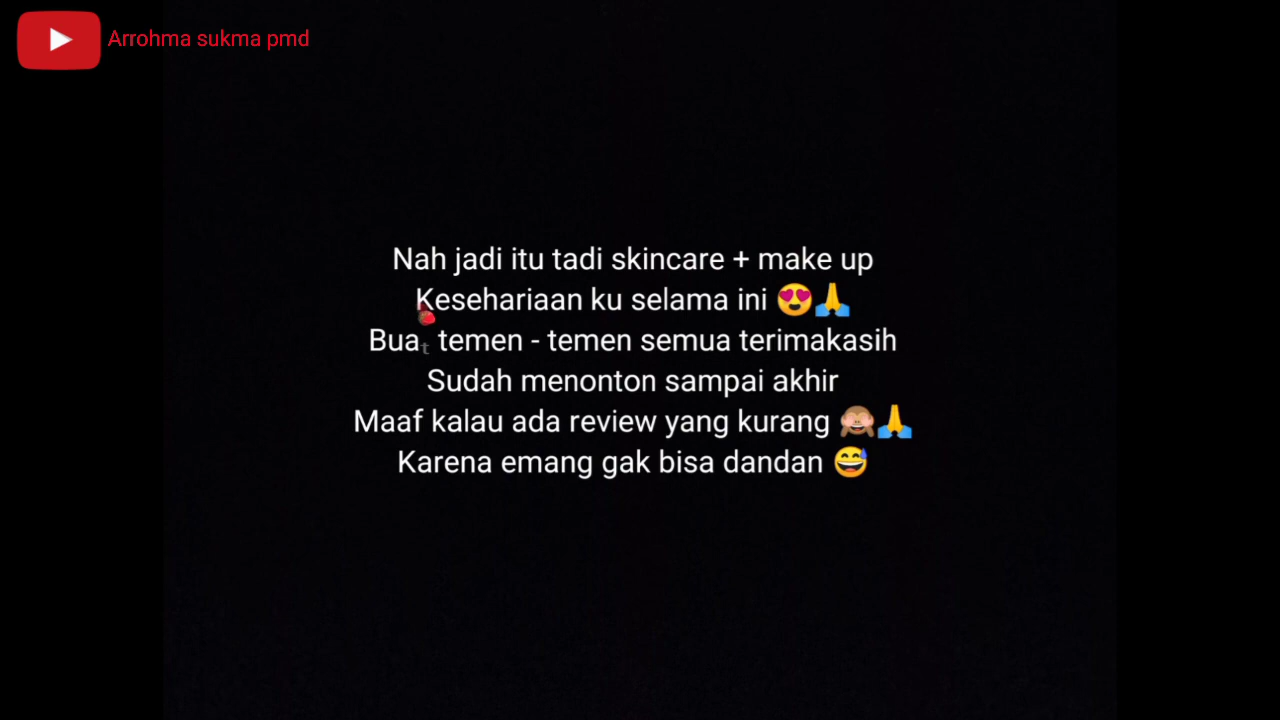 Arrohma sukma pmd
Nah jadi itu tadi skincare + make up
Kesehariaan ku selama ini 😍🙏
Buat temen - temen semua terimakasih
Sudah menonton sampai akhir
Maaf kalau ada review yang kurang 🙈🙏
Karena emang gak bisa dandan 😅